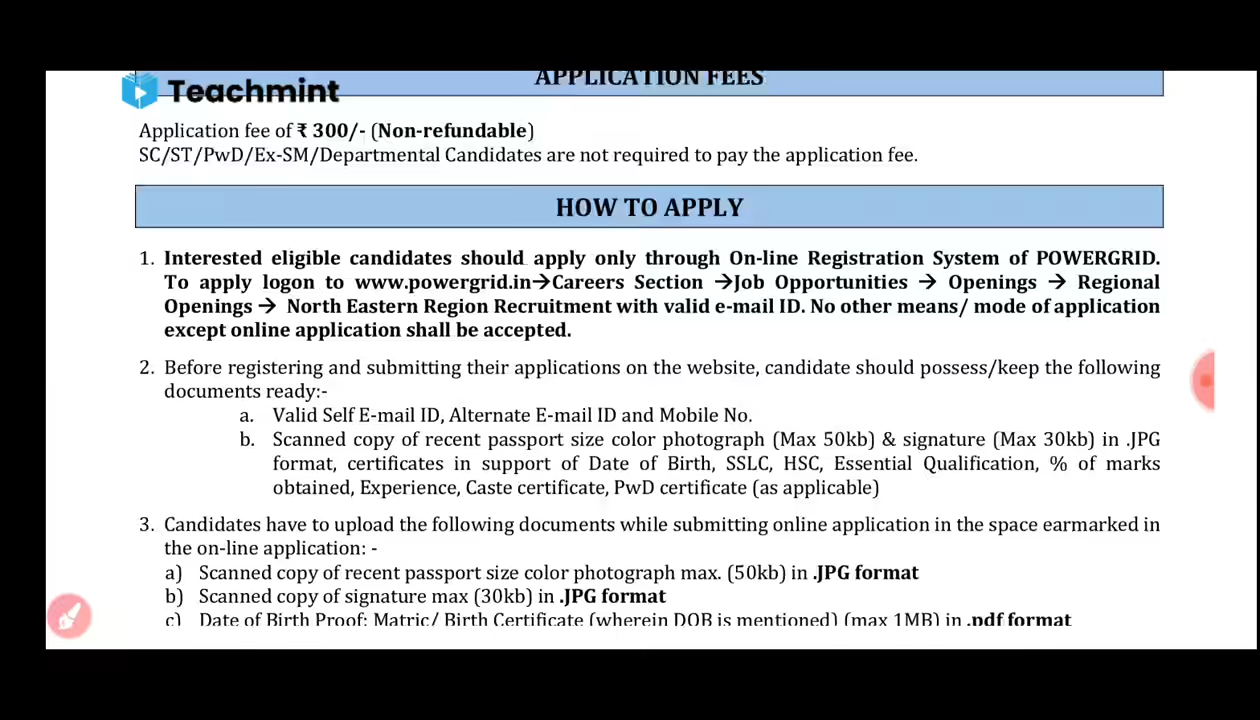 APPLICATION FEES
Teachmint
Application fee of ₹ 300/- (Non-refundable)
SC/ST/PwD/Ex-SM/Departmental Candidates are not required to pay the application fee.
HOW TO APPLY
1. Interested eligible candidates should apply only through On-line Registration System of POWERGRID.
To apply logon to www.powergrid.in→Careers Section →Job Opportunities → Openings → Regional
Openings → North Eastern Region Recruitment with valid e-mail ID. No other means/ mode of application
except online application shall be accepted.
2. Before registering and submitting their applications on the website, candidate should possess/keep the following
documents ready:-
a. Valid Self E-mail ID, Alternate E-mail ID and Mobile No.
b. Scanned copy of recent passport size color photograph (Max 50kb) & signature (Max 30kb) in .JPG
format, certificates in support of Date of Birth, SSLC, HSC, Essential Qualification, % of marks
obtained, Experience, Caste certificate, PwD certificate (as applicable)
3. Candidates have to upload the following documents while submitting online application in the space earmarked in
the on-line application: -
a) Scanned copy of recent passport size color photograph max. (50kb) in .JPG format
b) Scanned copy of signature max (30kb) in .JPG format
c) Date of Birth Proof: Matric/ Birth Certificate (wherein DOB is mentioned) (max 1MB) in .pdf format